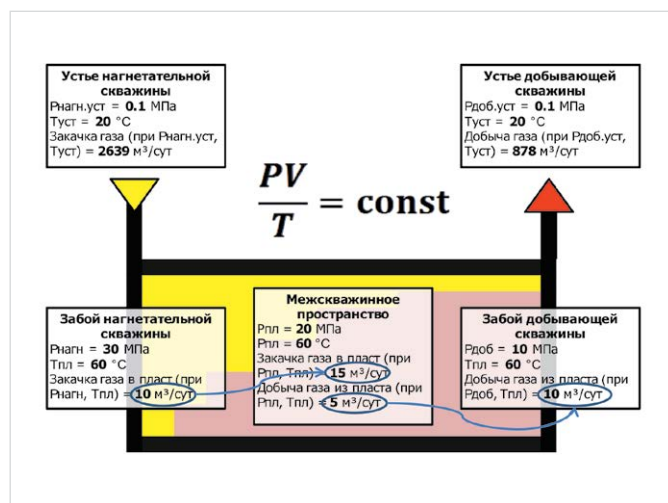 Устье нагнетательной
скважины
Рнагн.уст = 0.1 МПа
Туст = 20 °C
Закачка газа (при Рнагн.уст,
Туст) = 2639 м³/сут
Устье добывающей
скважины
Рдоб.уст = 0.1 МПа
Туст = 20 °C
Добыча газа (при Рдоб.уст,
Туст) = 878 м³/сут
PV
T
= const
Забой нагнетательной
скважины
Рнагн = 30 МПа
Тпл = 60 °C
Закачка газа в пласт (при
Рнагн, Тпл) = 10 м³/сут
Межскважинное
пространство
Рпл = 20 МПа
Рпл = 60 °C
Закачка газа в пласт (при
Рпл, Тпл) = 15 м³/сут
Добыча газа из пласта (при
Рпл, Тпл) = 5 м³/сут
Забой добывающей
скважины
Рдоб = 10 МПа
Тпл = 60 °C
Добыча газа из пласта (при
Рдоб, Тпл) = 10 м³/сут